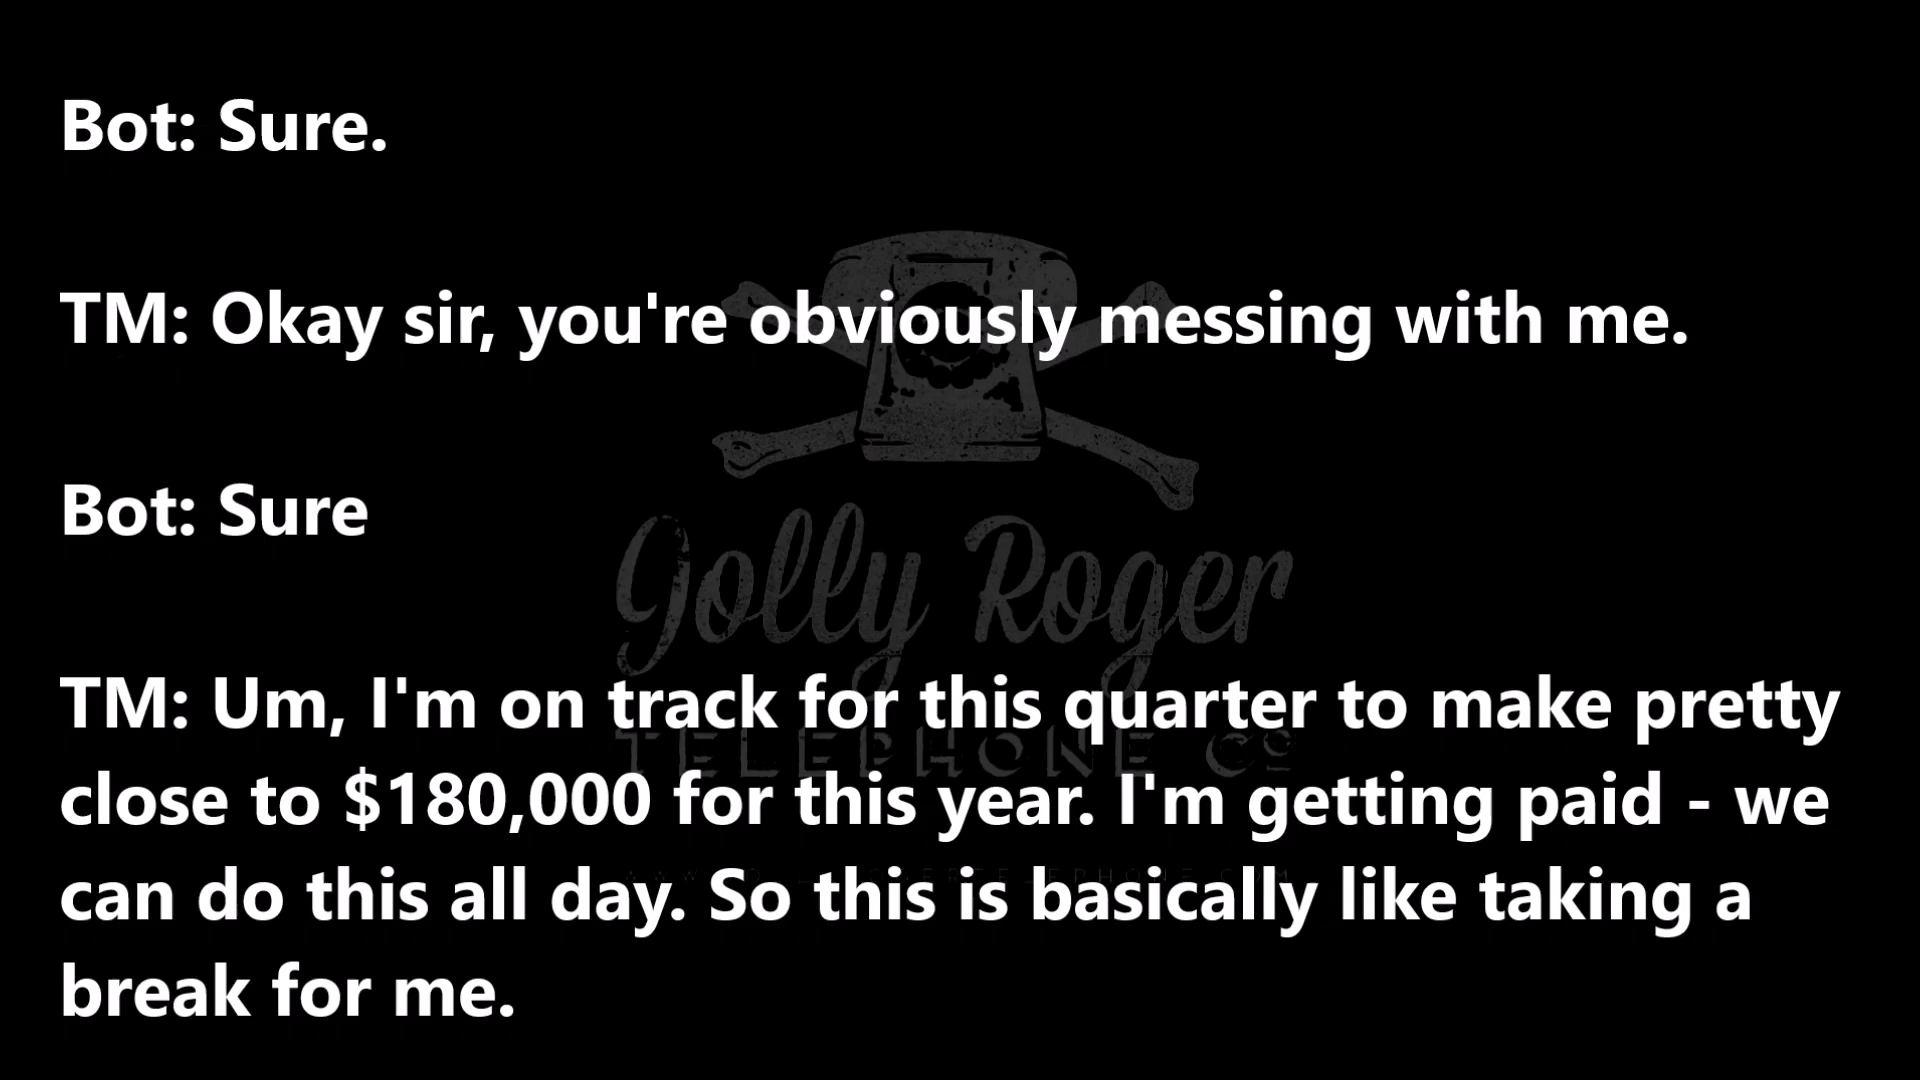 Bot: Sure.
TM: Okay sir, you're obviously messing with me.
Bot: Sure
TM: Um, I'm on track for this quarter to make pretty
close to $180,000 for this year. I'm getting paid - we
can do this all day. So this is basically like taking a
break for me.
Jolly Roger
TELEPHONE Co